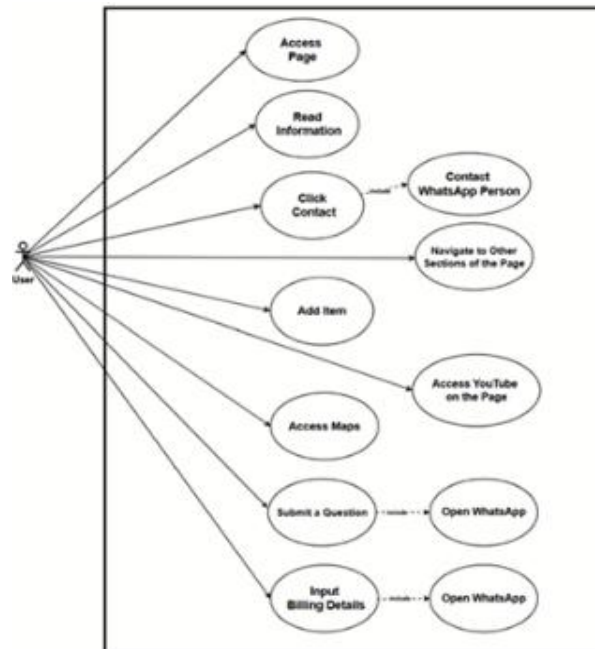 Access
Page
Read
Information
Click
Contact
include
Contact
WhatsApp Person
Navigate to Other
Sections of the Page
User
Add Item
Access YouTube
on the Page
Access Maps
Submit a Question
include
Open WhatsApp
Input
Billing Details
include
Open WhatsApp